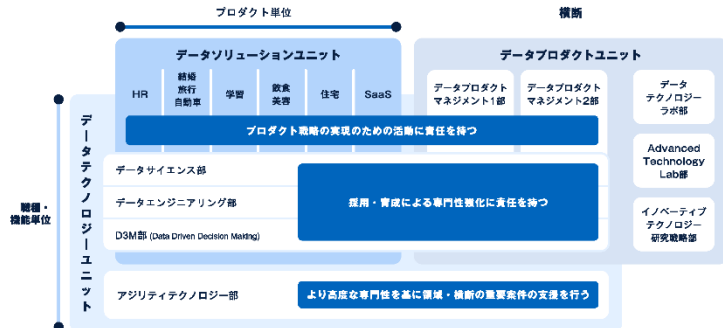 プロダクト単位
横断
データソリューションユニット
データプロダクトユニット
HR
結婚
旅行
自動車
学習
飲食
美容
住宅
SaaS
データプロダクト
マネジメント1部
データプロダクト
マネジメント2部
データ
テクノロジー
ラボ部
プロダクト戦略の実現のための活動に責任を持つ
職種・
機能単位
データテクノロジーユニット
データサイエンス部
データエンジニアリング部
D3M部 (Data Driven Decision Making)
採用・育成による専門性強化に責任を持つ
Advanced
Technology
Lab部
イノベーティブ
テクノロジー
研究戦略部
アジリティテクノロジー部
より高度な専門性を基に領域・横断の重要案件の支援を行う